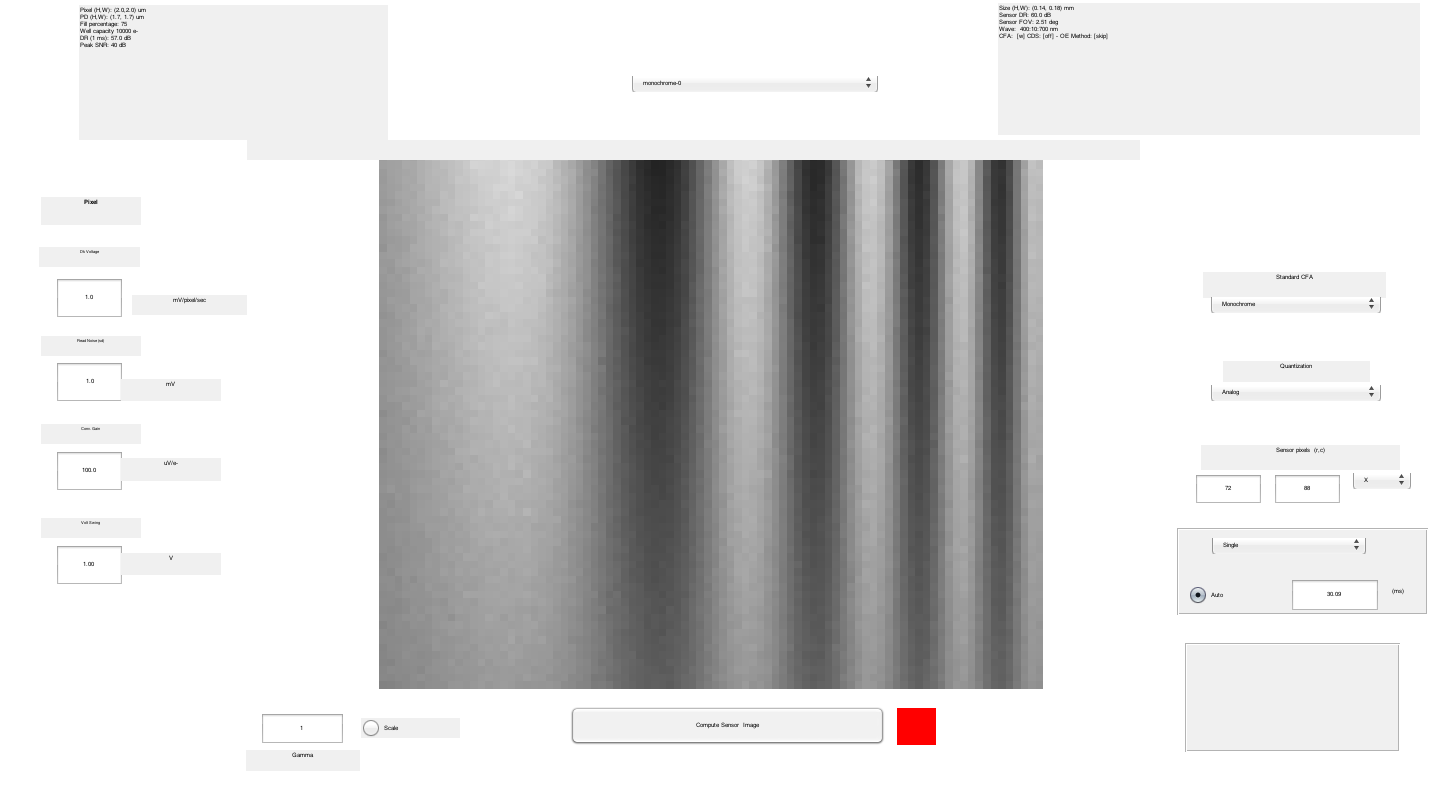 Pixel (H,W): (2.0,2.0) um
PD (H,W): (1.7, 1.7) um
Fill percentage: 75
Well capacity 10000 e-
DR (1 ms): 57.0 dB
Peak SNR: 40 dB
Size (H,W): (0.14, 0.18) mm
Sensor DR: 60.0 dB
Sensor FOV: 2.51 deg
Wave: 400:10:700 nm
CFA: [w] CDS: [off] - OE Method: [skip]
monochrome-0
Pixel
Dk Voltage
1.0
mV/pixel/sec
Read Noise (sd)
1.0
mV
Conv. Gain
100.0
uV/e-
Volt Swing
1.00
V
Standard CFA
Monochrome
Quantization
Analog
Sensor pixels (r,c)
72
88
X
Single
Auto
30.09
(ms)
1
Scale
Gamma
Compute Sensor Image